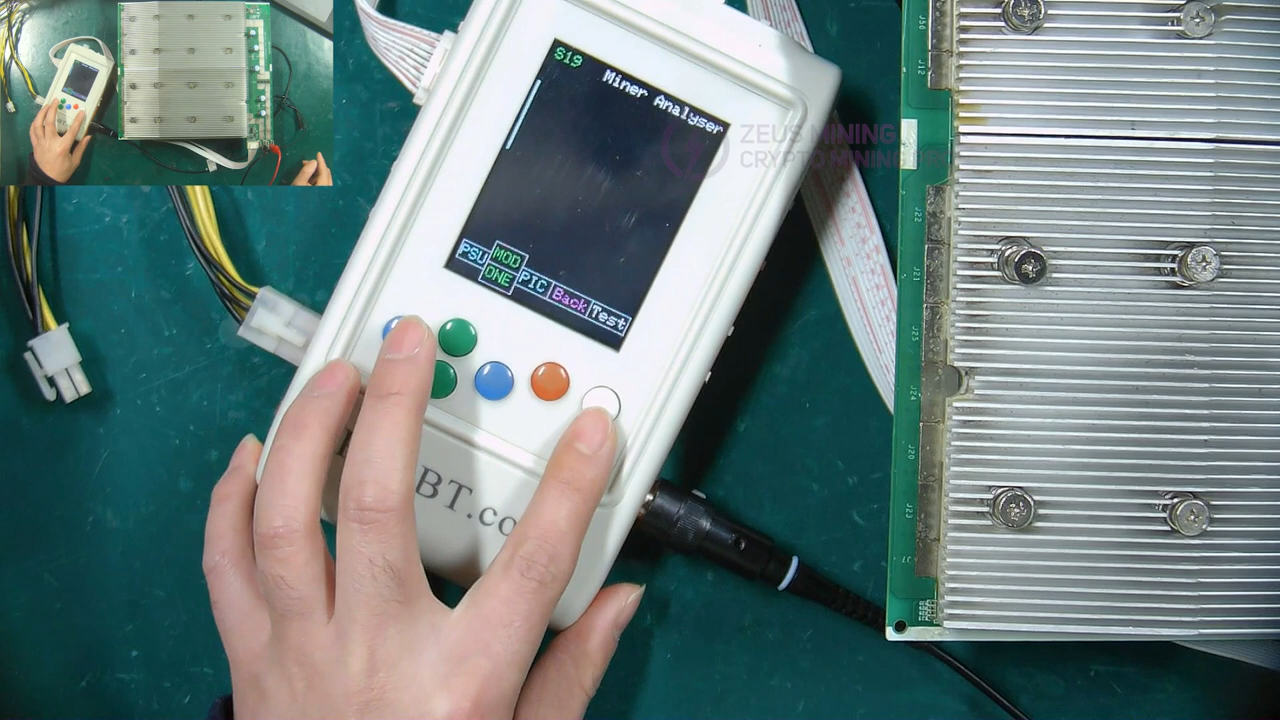 S19
Miner Analyser
PSU
MOD
ONE
PIC
Back
Test
BT.co
ZEUS MINING
CRYPTO MINING
J12
J22
J21
J24
J20
J23